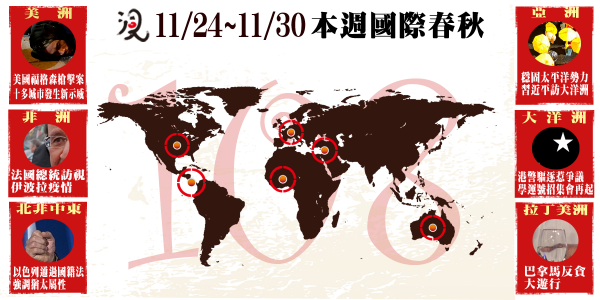 浸 11/24~11/30 本週國際春秋
108
美 洲
美國福格森槍擊案
十多城市發生新示威
非 洲
法國總統訪視
伊波拉疫情
北非中東
以色列通過國籍法
強調猶太屬性
亞 洲
穩固太平洋勢力
習近平訪大洋洲
大 洋 洲
港警驅逐惹爭議
學運號招集會再起
拉丁美洲
巴拿馬反貪
大遊行